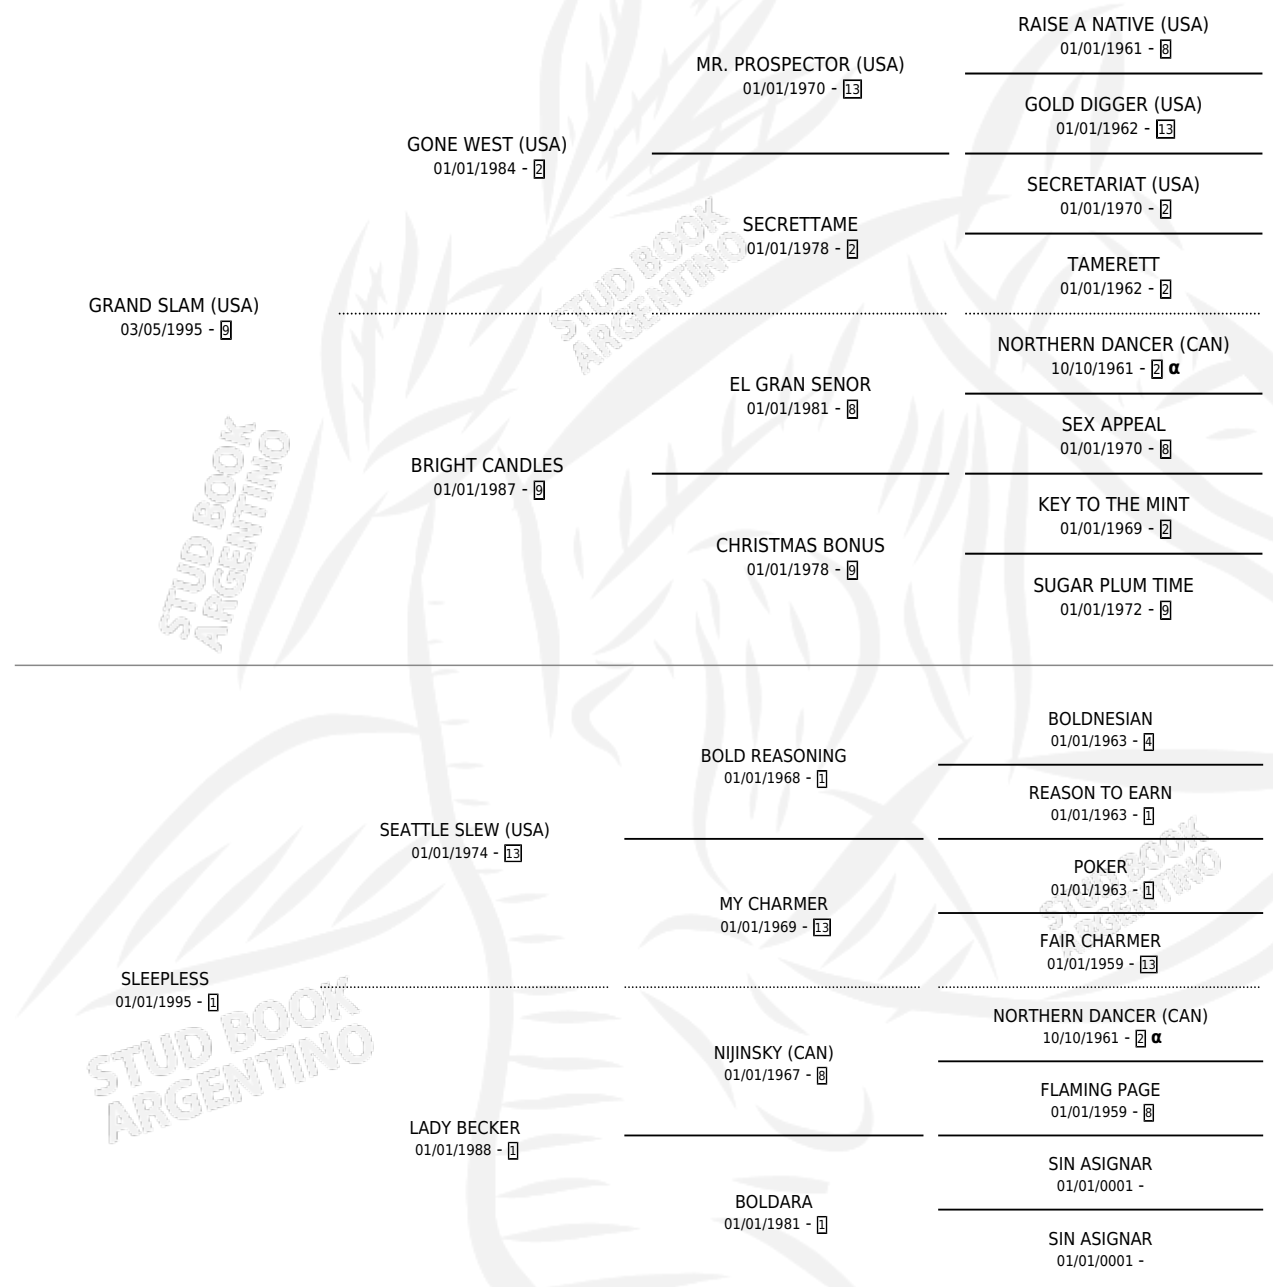 RAISE A NATIVE (USA)
01/01/1961 - 8
MR. PROSPECTOR (USA)
01/01/1970 - 13
GOLD DIGGER (USA)
01/01/1962 - 13
GONE WEST (USA)
01/01/1984 - 2
SECRETARIAT (USA)
01/01/1970 - 2
SECRETTAME
01/01/1978 - 2
TAMERETT
01/01/1962 - 2
GRAND SLAM (USA)
03/05/1995 - 9
NORTHERN DANCER (CAN)
10/10/1961 - 2 α
EL GRAN SENOR
01/01/1981 - 8
SEX APPEAL
01/01/1970 - 8
BRIGHT CANDLES
01/01/1987 - 9
KEY TO THE MINT
01/01/1969 - 2
CHRISTMAS BONUS
01/01/1978 - 9
SUGAR PLUM TIME
01/01/1972 - 9
BOLDNESIAN
01/01/1963 - 4
BOLD REASONING
01/01/1968 - 1
REASON TO EARN
01/01/1963 - 1
SEATTLE SLEW (USA)
01/01/1974 - 13
POKER
01/01/1963 - 1
MY CHARMER
01/01/1969 - 13
FAIR CHARMER
01/01/1959 - 13
SLEEPLESS
01/01/1995 - 1
NORTHERN DANCER (CAN)
10/10/1961 - 2 α
NIJINSKY (CAN)
01/01/1967 - 8
FLAMING PAGE
01/01/1959 - 8
LADY BECKER
01/01/1988 - 1
SIN ASIGNAR
01/01/0001 -
BOLDARA
01/01/1981 - 1
SIN ASIGNAR
01/01/0001 -
STUD BOOK
ARGENTINO
STUD BOOK
ARGENTINO
STUD BOOK
ARGENTINO
STUD BOOK
ARGENTINO